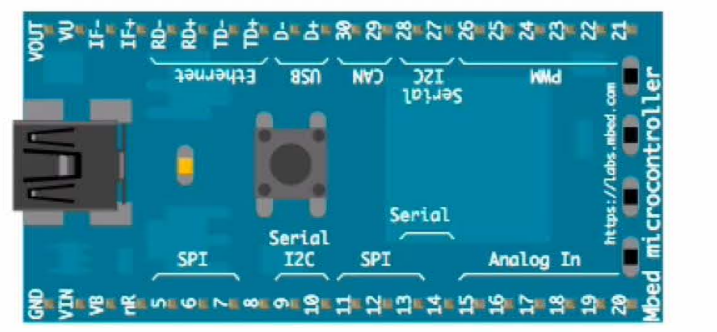 VOUT VU IF- IF+ RD- RD+ TD- TD+ D- D+ 30 29 28 27 26 25 24 23 22 21
Ethernet USB CAN I2C PWM
Serial
https://labs.mbed.com
Mbed microcontroller
Serial
Serial
SPI I2C SPI Analog In
GND VIN VB nR 5 6 7 8 9 10 11 12 13 14 15 16 17 18 19 20